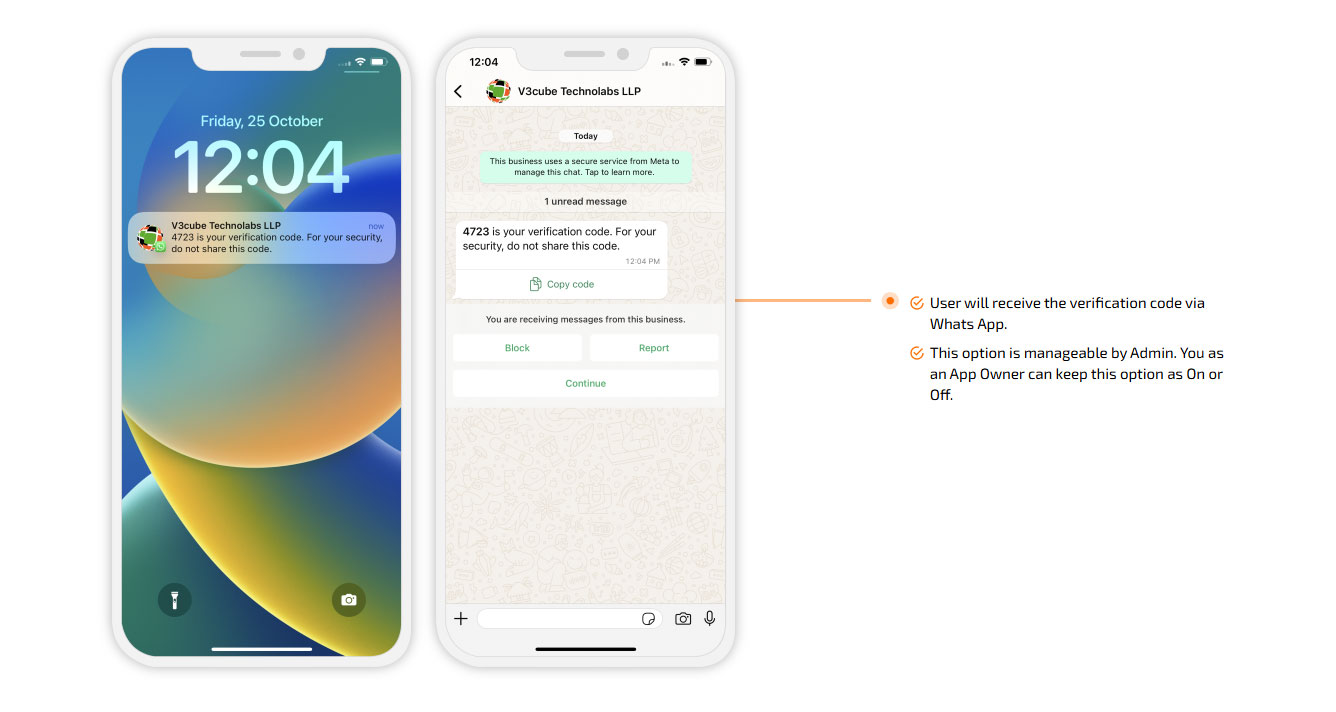 Friday, 25 October
12:04
V3cube Technolabs LLP
now
4723 is your verification code. For your security,
do not share this code.
12:04
V3cube Technolabs LLP
Today
This business uses a secure service from Meta to
manage this chat. Tap to learn more.
1 unread message
4723 is your verification code. For your
security, do not share this code.
12:04 PM
Copy code
You are receiving messages from this business.
Block
Report
Continue
User will receive the verification code via
Whats App.
This option is manageable by Admin. You as
an App Owner can keep this option as On or
Off.